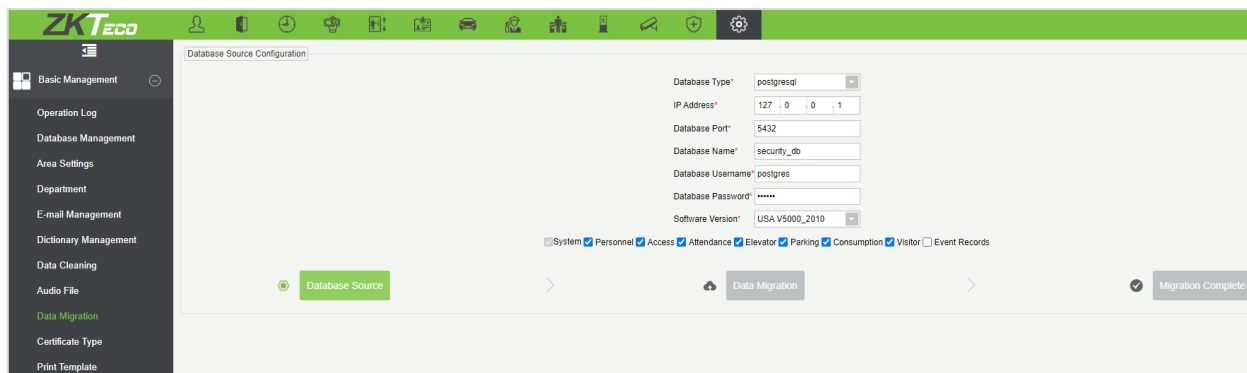 ZKTeco
Database Source Configuration
Basic Management
Operation Log
Database Management
Area Settings
Department
E-mail Management
Dictionary Management
Data Cleaning
Audio File
Data Migration
Certificate Type
Print Template
Database Type* postgresql
IP Address* 127 . 0 . 0 . 1
Database Port* 5432
Database Name* security_db
Database Username* postgres
Database Password* ••••••
Software Version* USA V5000_2010
System Personnel Access Attendance Elevator Parking Consumption Visitor Event Records
Database Source > Data Migration > Migration Complete